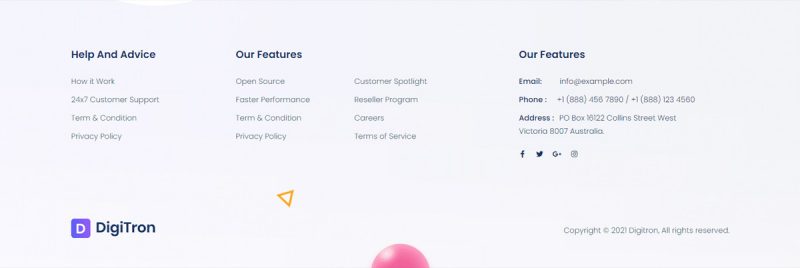 Help And Advice
How it Work
24x7 Customer Support
Term & Condition
Privacy Policy
Our Features
Open Source
Faster Performance
Term & Condition
Privacy Policy
Customer Spotlight
Reseller Program
Careers
Terms of Service
Our Features
Email: info@example.com
Phone : +1 (888) 456 7890 / +1 (888) 123 4560
Address : PO Box 16122 Collins Street West
Victoria 8007 Australia.
D DigiTron
Copyright © 2021 Digitron, All rights reserved.